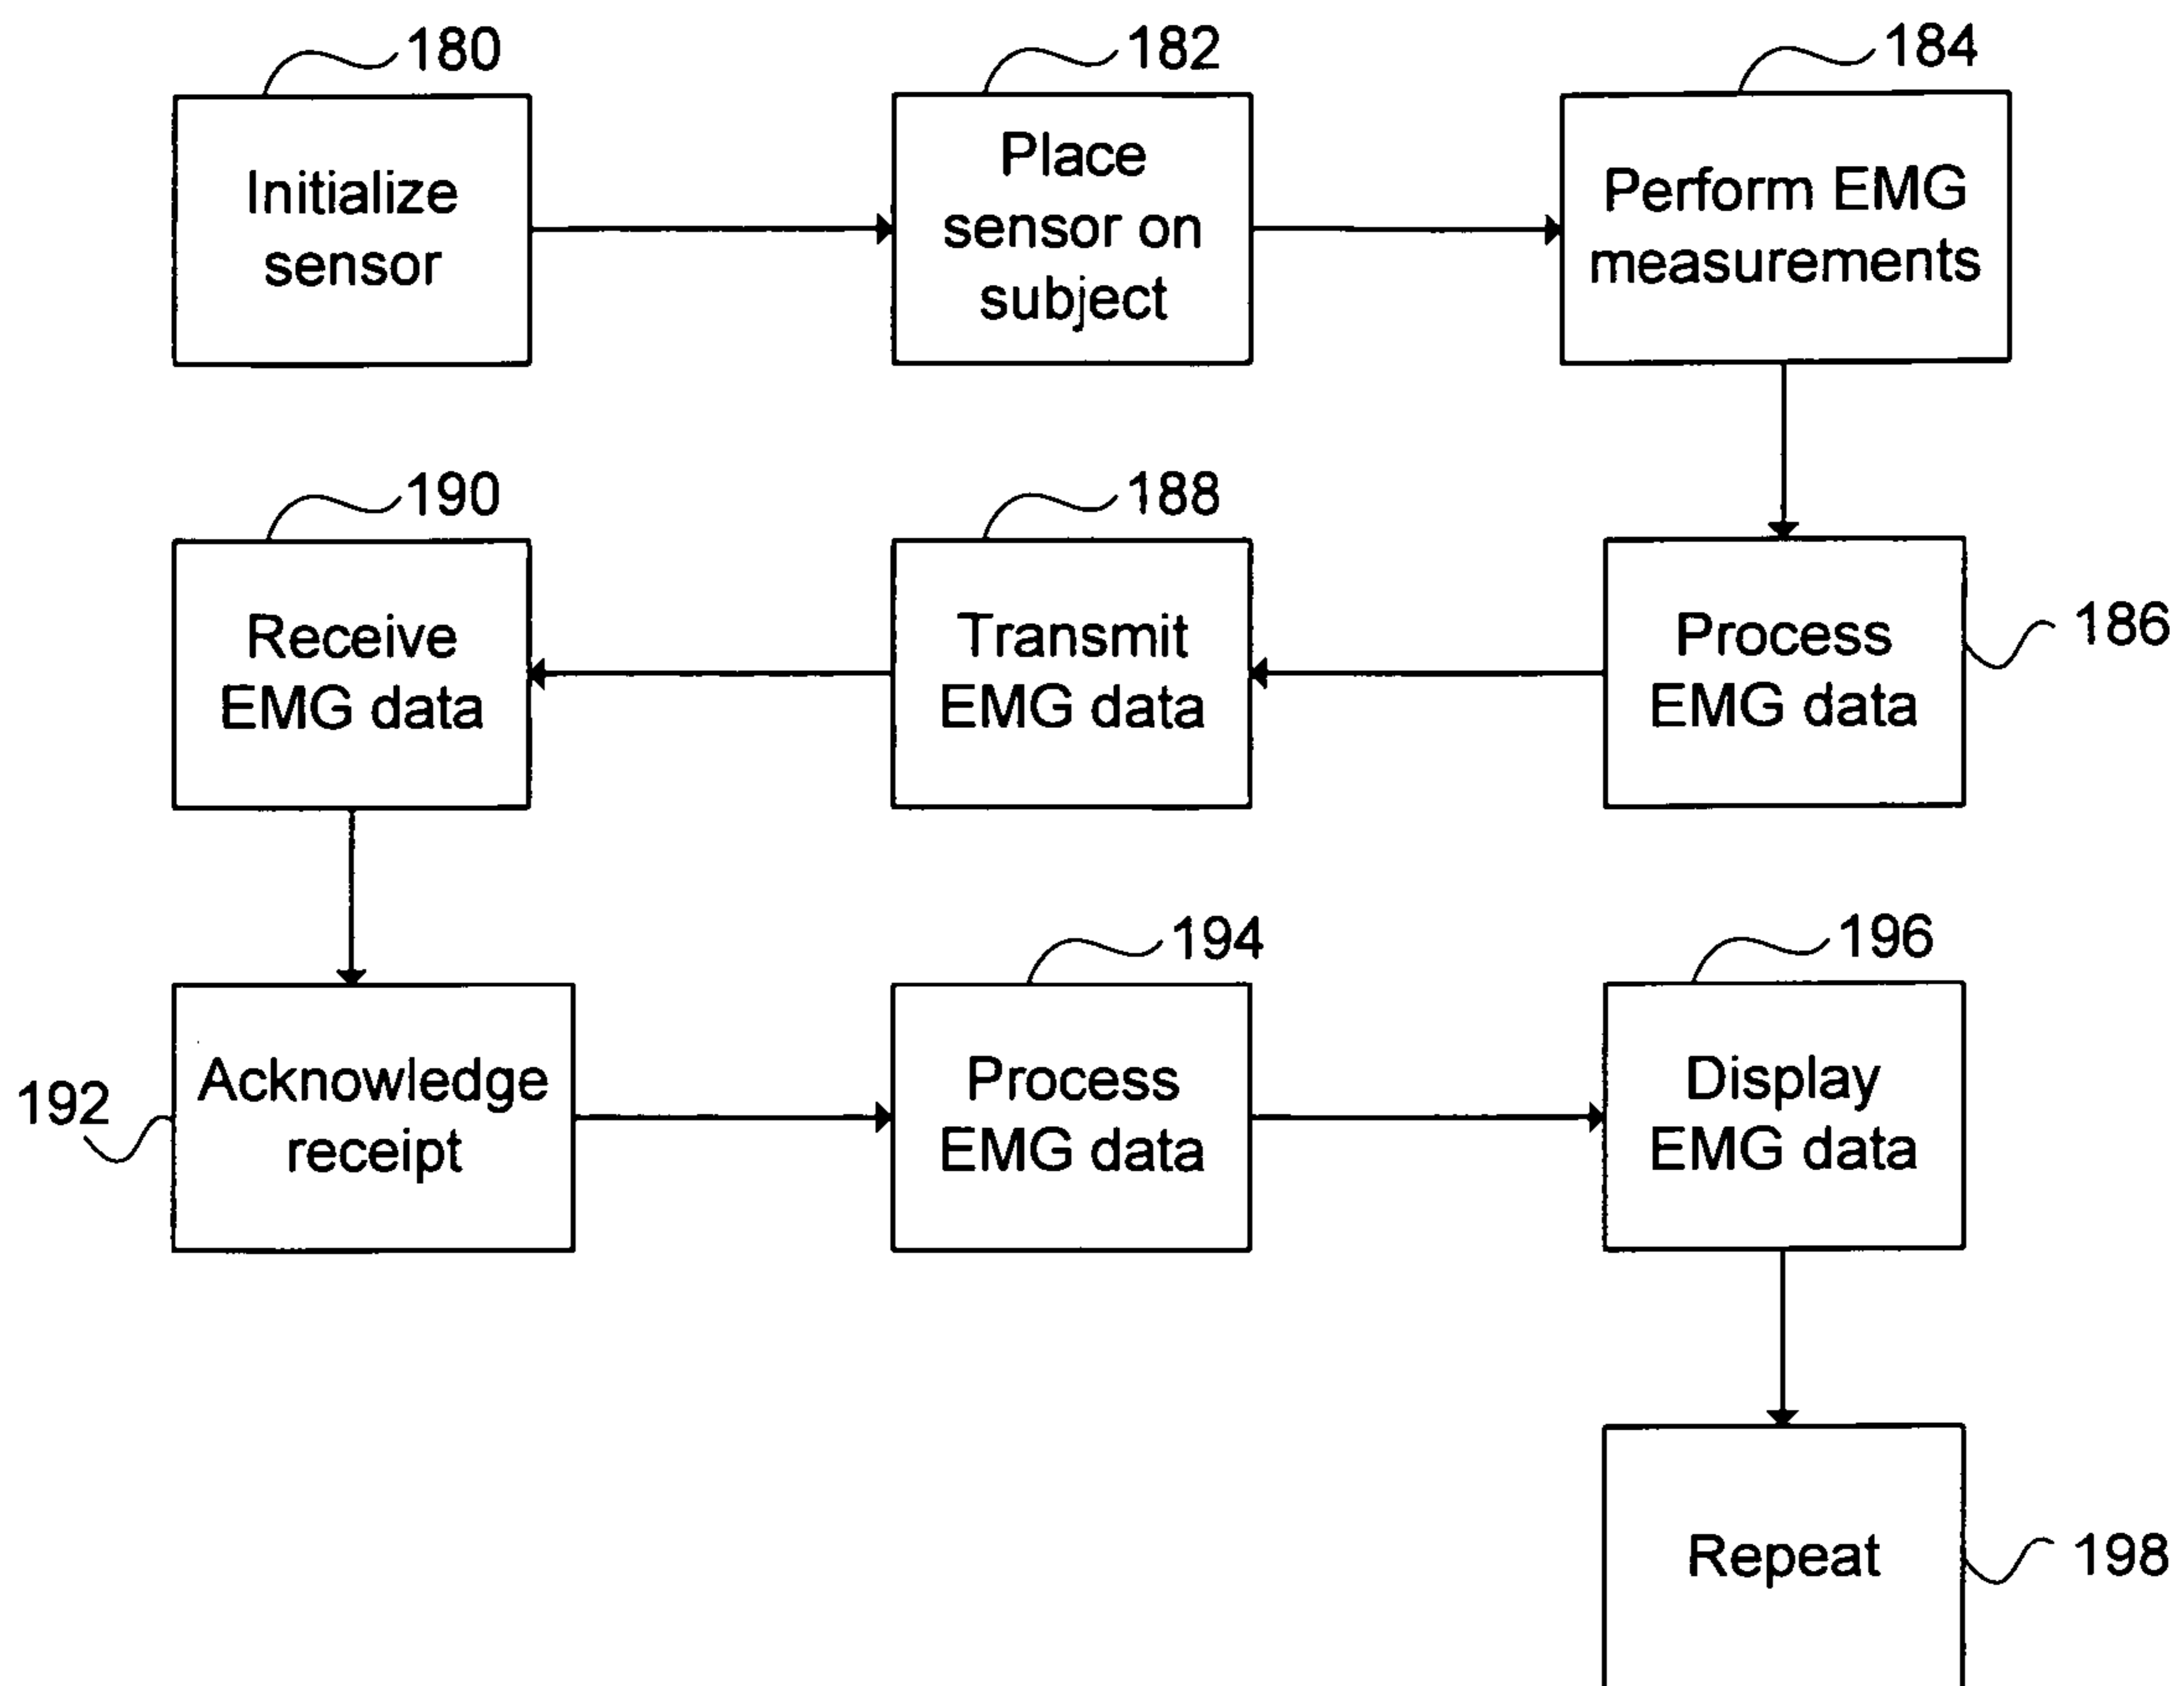 180
Initialize
sensor
182
Place
sensor on
subject
184
Perform EMG
measurements
190
Receive
EMG data
188
Transmit
EMG data
186
Process
EMG data
192
Acknowledge
receipt
194
Process
EMG data
196
Display
EMG data
198
Repeat